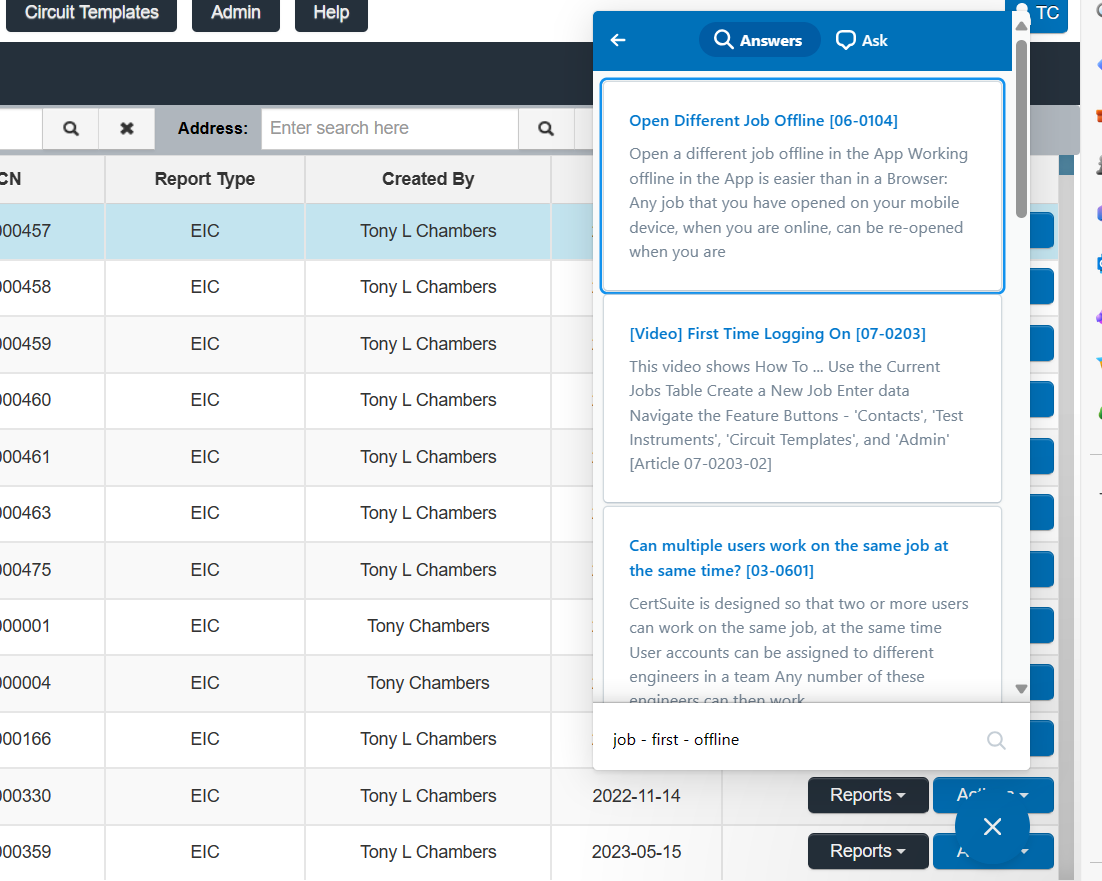 Circuit Templates Admin Help TC
Answers Ask
Address: Enter search here
CN Report Type Created By
000457 EIC Tony L Chambers
000458 EIC Tony L Chambers
000459 EIC Tony L Chambers
000460 EIC Tony L Chambers
000461 EIC Tony L Chambers
000463 EIC Tony L Chambers
000475 EIC Tony L Chambers
000001 EIC Tony Chambers
000004 EIC Tony Chambers
000166 EIC Tony L Chambers
000330 EIC Tony L Chambers 2022-11-14 Reports
000359 EIC Tony L Chambers 2023-05-15 Reports
Open Different Job Offline [06-0104]
Open a different job offline in the App Working
offline in the App is easier than in a Browser:
Any job that you have opened on your mobile
device, when you are online, can be re-opened
when you are
[Video] First Time Logging On [07-0203]
This video shows How To ... Use the Current
Jobs Table Create a New Job Enter data
Navigate the Feature Buttons - 'Contacts', 'Test
Instruments', 'Circuit Templates', and 'Admin'
[Article 07-0203-02]
Can multiple users work on the same job at
the same time? [03-0601]
CertSuite is designed so that two or more users
can work on the same job, at the same time
User accounts can be assigned to different
engineers in a team Any number of these
engineers can then work
job - first - offline